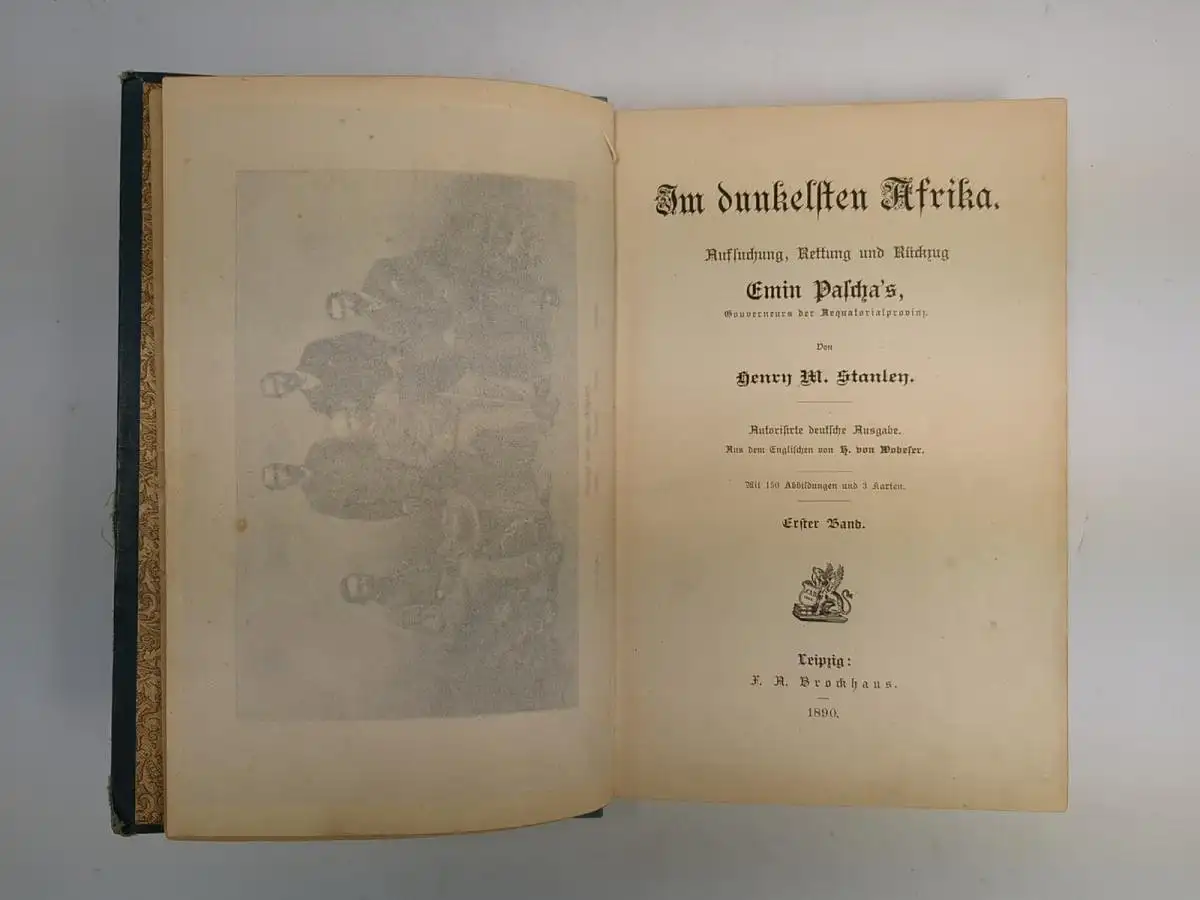 Im dunkelsten Afrika.
Aufsuchung, Rettung und Rückzug
Emin Pascha's,
Gouverneurs der Aequatorialprovinz.
Von
Henry M. Stanley.
Autorisirte deutsche Ausgabe.
Aus dem Englischen von H. von Wobeser.
Mit 150 Abbildungen und 3 Karten.
Erster Band.
Leipzig:
F. A. Brockhaus.
1890.